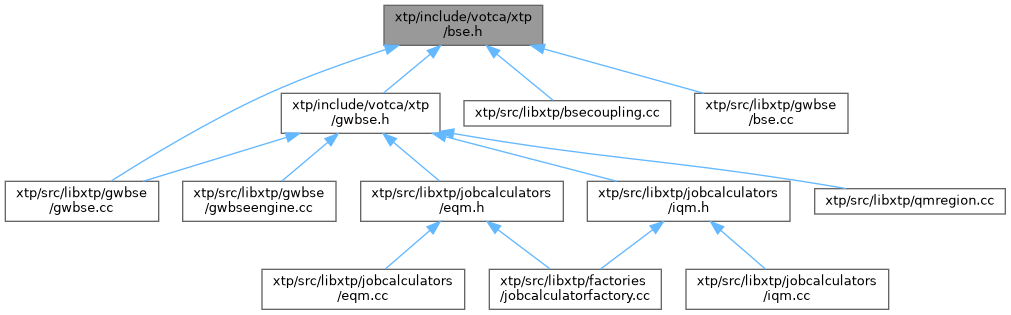 xtp/include/votca/xtp
/bse.h
xtp/include/votca/xtp
/gwbse.h
xtp/src/libxtp/bsecoupling.cc
xtp/src/libxtp/gwbse
/bse.cc
xtp/src/libxtp/gwbse
/gwbse.cc
xtp/src/libxtp/gwbse
/gwbseengine.cc
xtp/src/libxtp/jobcalculators
/eqm.h
xtp/src/libxtp/jobcalculators
/iqm.h
xtp/src/libxtp/qmregion.cc
xtp/src/libxtp/jobcalculators
/eqm.cc
xtp/src/libxtp/factories
/jobcalculatorfactory.cc
xtp/src/libxtp/jobcalculators
/iqm.cc